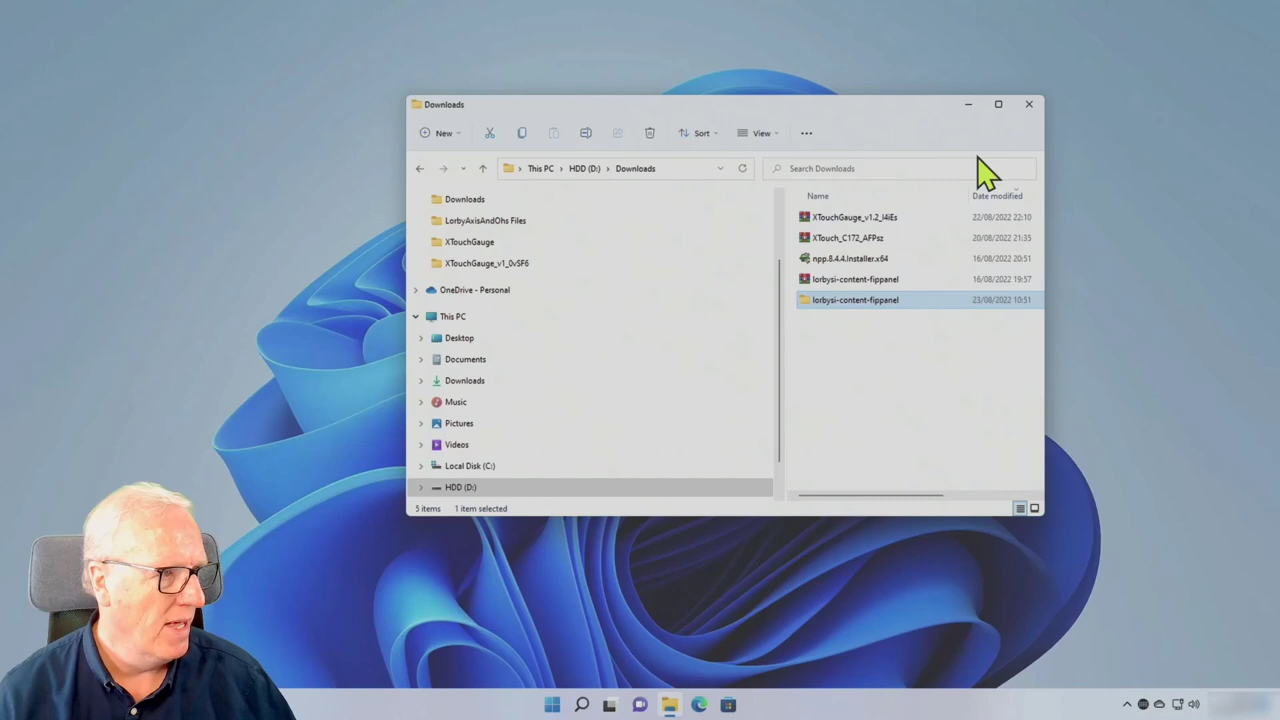 Downloads
New
Sort
View
This PC
HDD (D:)
Downloads
Search Downloads
Downloads
LorbyAxisAndOhs Files
XTouchGauge
XTouchGauge_v1_0vSF6
OneDrive - Personal
This PC
Desktop
Documents
Downloads
Music
Pictures
Videos
Local Disk (C:)
HDD (D:)
Name Date modified
XTouchGauge_v1.2_I4iEs 22/08/2022 22:10
XTouch_C172_AFPsz 20/08/2022 21:35
npp.8.4.4.Installer.x64 16/08/2022 20:51
lorbysi-content-fippanel 16/08/2022 19:57
lorbysi-content-fippanel 23/08/2022 10:51
5 items 1 item selected